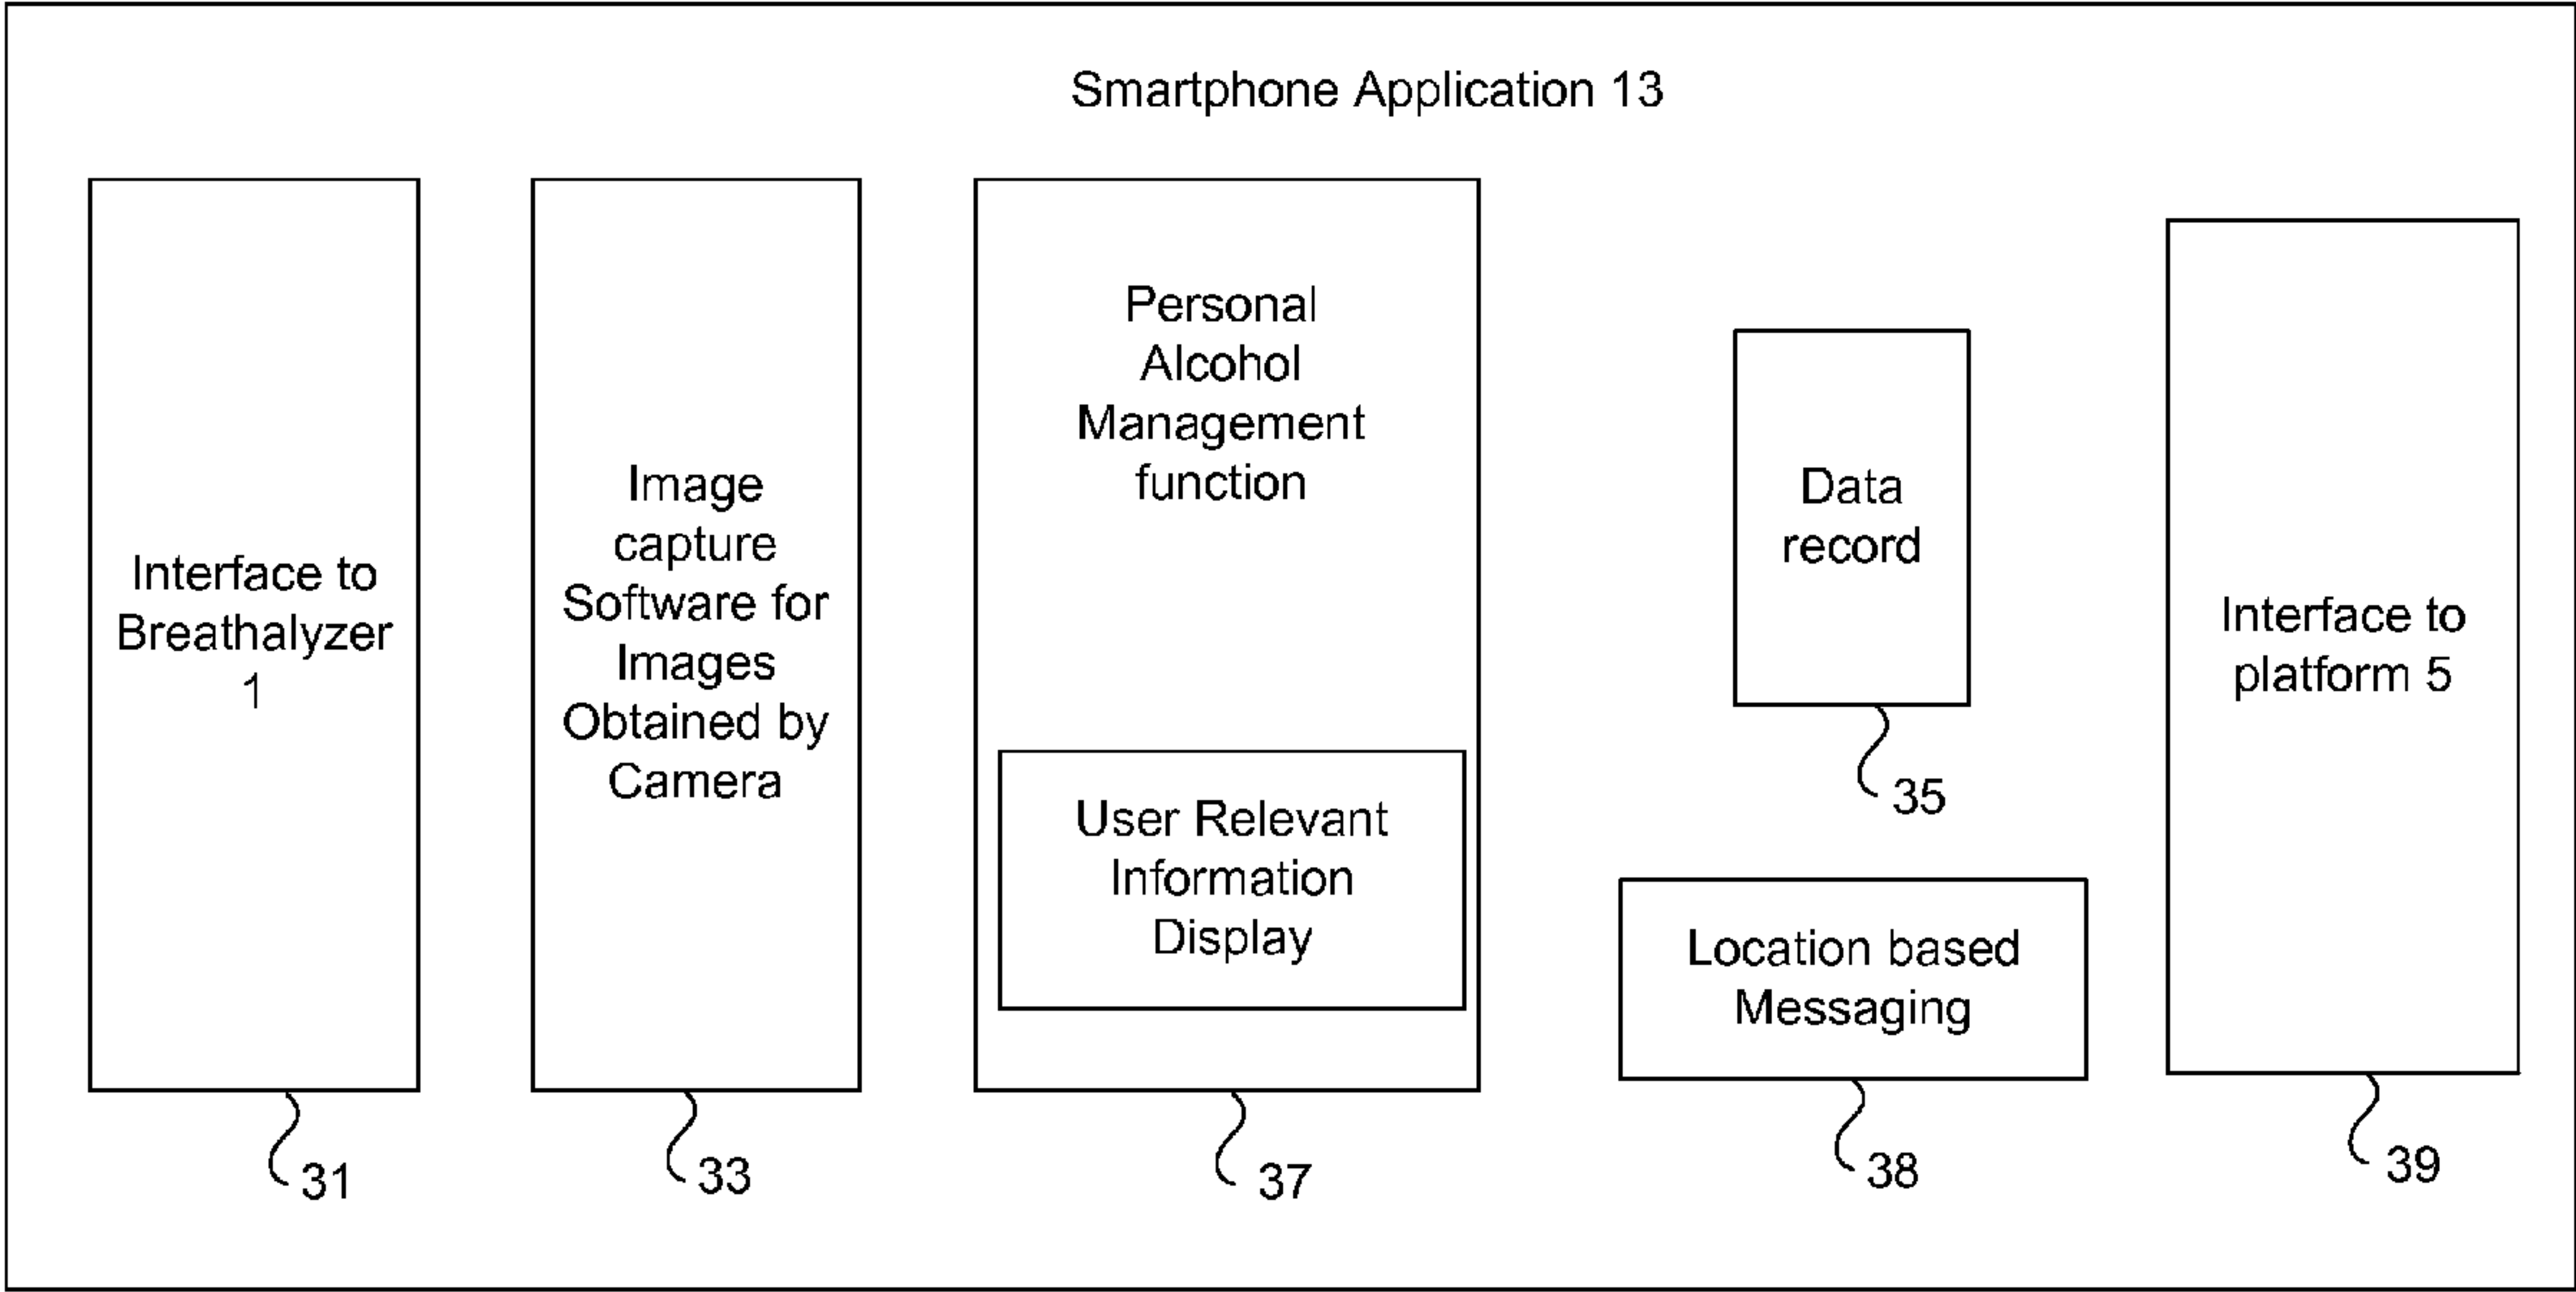 Smartphone Application 13
Interface to
Breathalyzer
1
31
Image
capture
Software for
Images
Obtained by
Camera
33
Personal
Alcohol
Management
function
User Relevant
Information
Display
37
Data
record
35
Location based
Messaging
38
Interface to
platform 5
39